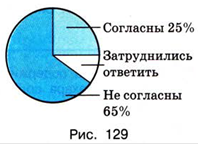 Согласны 25%
Затруднились
ответить
Не согласны
65%
Рис. 129